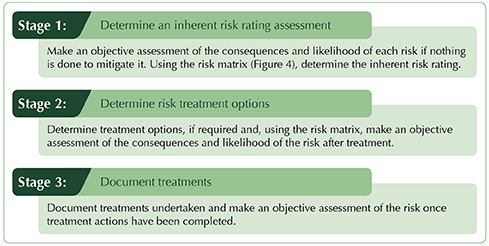 Stage 1: Determine an inherent risk rating assessment
Make an objective assessment of the consequences and likelihood of each risk if nothing
is done to mitigate it. Using the risk matrix (Figure 4), determine the inherent risk rating.
Stage 2: Determine risk treatment options
Determine treatment options, if required and, using the risk matrix, make an objective
assessment of the consequences and likelihood of the risk after treatment.
Stage 3: Document treatments
Document treatments undertaken and make an objective assessment of the risk once
treatment actions have been completed.